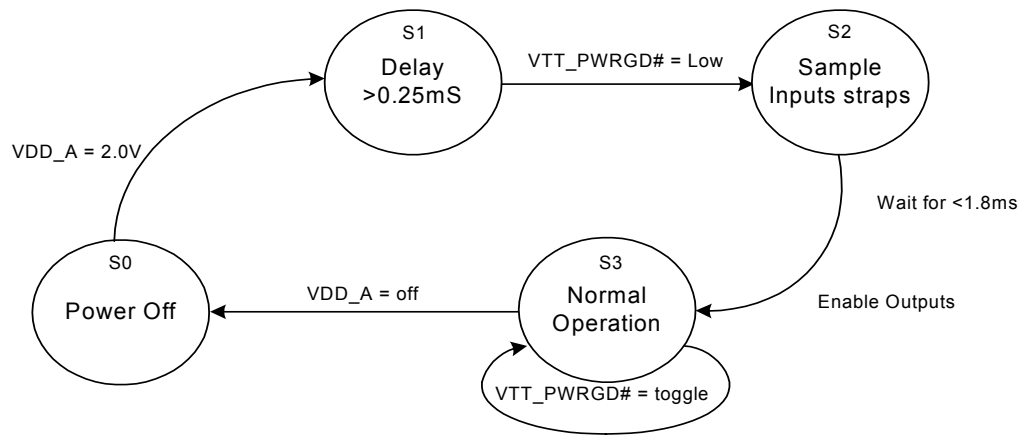 S1
Delay
>0.25mS
VTT_PWRGD# = Low
S2
Sample
Inputs straps
VDD_A = 2.0V
Wait for <1.8ms
S0
Power Off
VDD_A = off
S3
Normal
Operation
Enable Outputs
VTT_PWRGD# = toggle